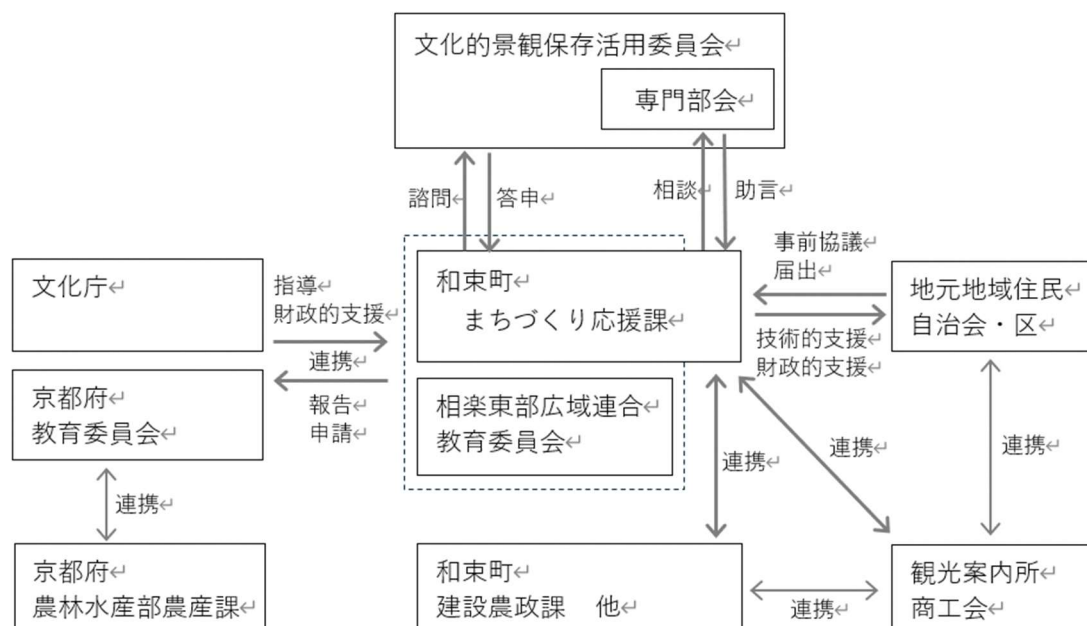 文化的景観保存活用委員会↵
専門部会↵
諮問↵
答申↵
相談↵
助言↵
文化庁↵
指導↵
財政的支援↵
連携↵
報告↵
申請↵
和束町↵
まちづくり応援課↵
事前協議↵
届出↵
技術的支援↵
財政的支援↵
地元地域住民↵
自治会・区↵
京都府↵
教育委員会↵
相楽東部広域連合↵
教育委員会↵
連携↵
連携↵
連携↵
連携↵
京都府↵
農林水産部農産課↵
和束町↵
建設農政課　他↵
連携↵
観光案内所↵
商工会↵